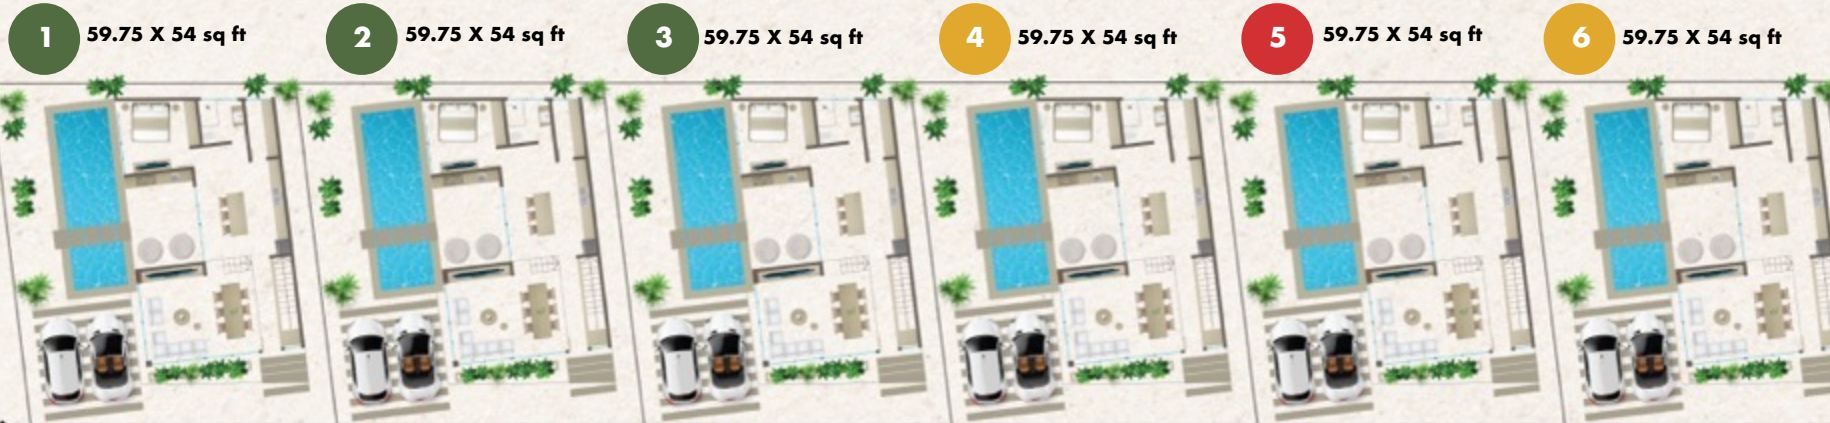 1 59.75 X 54 sq ft
2 59.75 X 54 sq ft
3 59.75 X 54 sq ft
4 59.75 X 54 sq ft
5 59.75 X 54 sq ft
6 59.75 X 54 sq ft